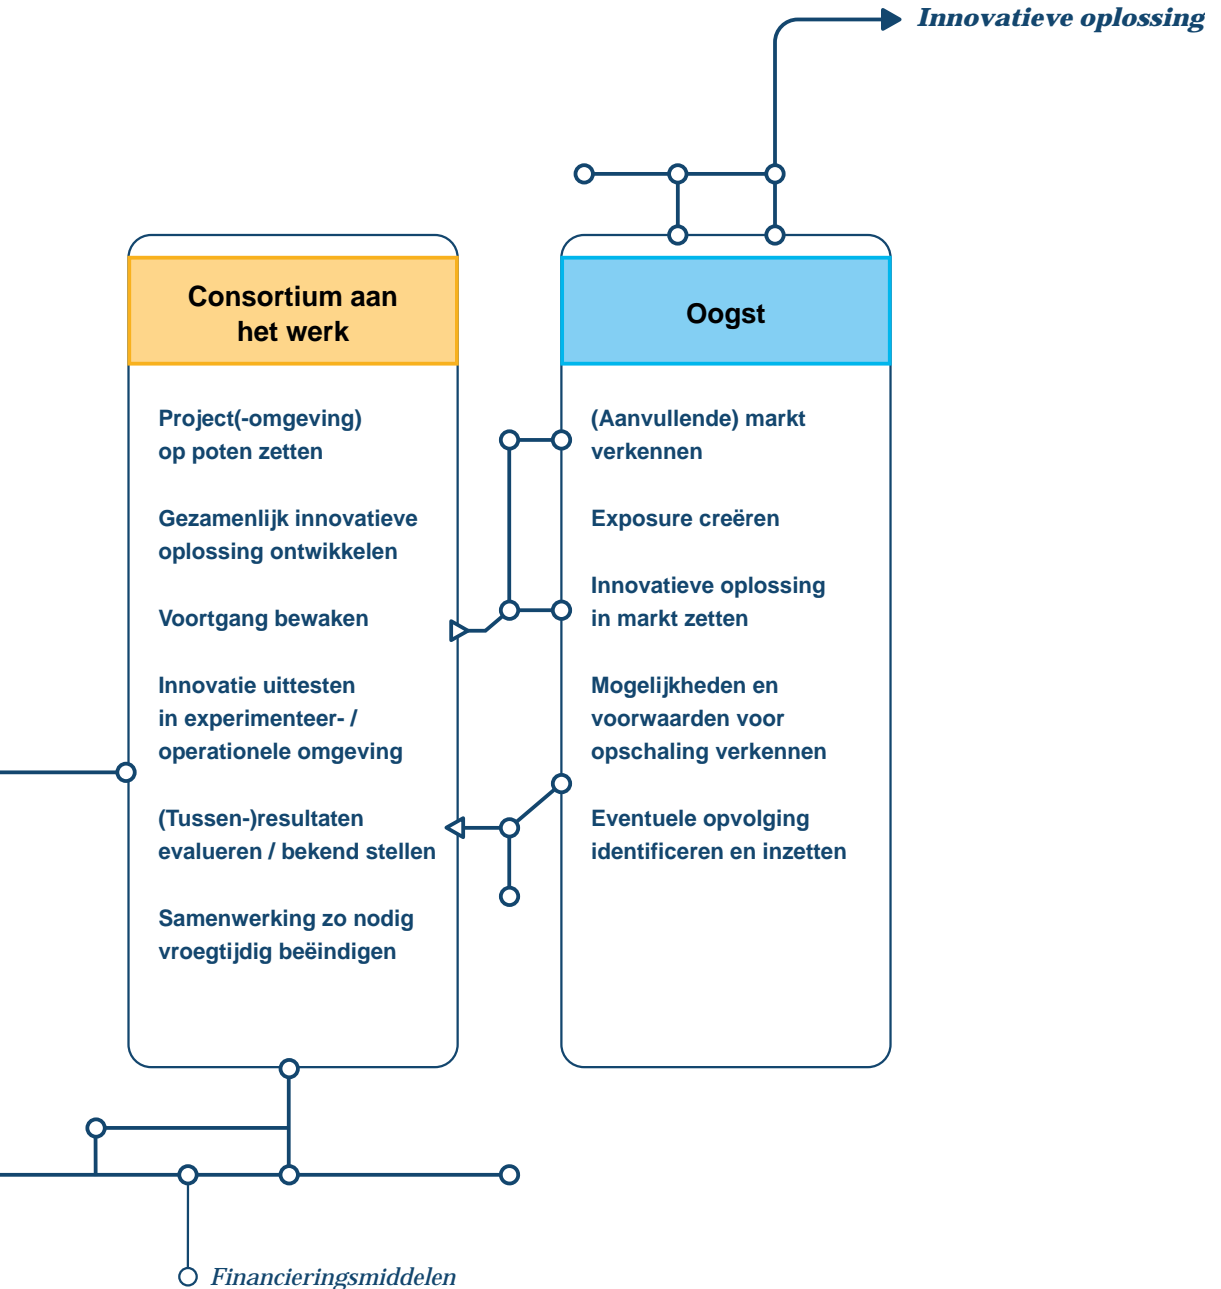 Innovatieve oplossing
Consortium aan
het werk
Project(-omgeving)
op poten zetten
Gezamenlijk innovatieve
oplossing ontwikkelen
Voortgang bewaken
Innovatie uittesten
in experimenteer- /
operationele omgeving
(Tussen-)resultaten
evalueren / bekend stellen
Samenwerking zo nodig
vroegtijdig beëindigen
Oogst
(Aanvullende) markt
verkennen
Exposure creëren
Innovatieve oplossing
in markt zetten
Mogelijkheden en
voorwaarden voor
opschaling verkennen
Eventuele opvolging
identificeren en inzetten
Financieringsmiddelen